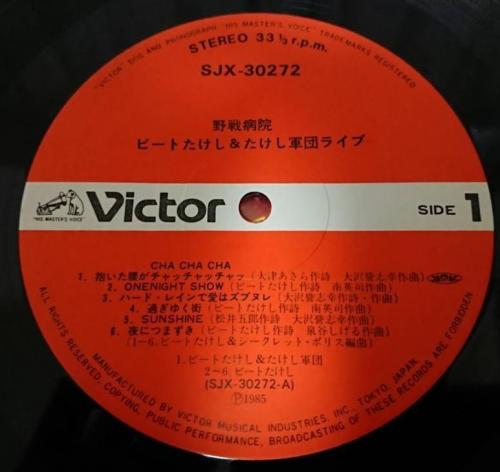 "VICTOR" DOG AND PHONOGRAPH "HIS MASTER'S VOICE" TRADEMARKS REGISTERED
STEREO 33⅓ r.p.m.
SJX-30272
野戦病院
ビートたけし&たけし軍団ライブ
"HIS MASTER'S VOICE"
Victor
SIDE 1
CHA CHA CHA
1. 抱いた腰がチャッチャッチャッ(大津あきら作詩 大沢誉志幸作曲)
2. ONENIGHT SHOW(ビートたけし作詩 南英司作曲)
3. ハード・レインで愛はズブヌレ(大沢誉志幸作詩・作曲)
4. 過ぎゆく街(ビートたけし作詩 南英司作曲)
5. SUNSHINE(松井五郎作詩 大沢誉志幸作曲)
6. 夜につまずき(ビートたけし作詩 泉谷しげる作曲)
(1~6.ビートたけし&シークレット・ポリス編曲)
1.ビートたけし&たけし軍団
2~6.ビートたけし
(SJX-30272-A)
Ⓟ1985
MANUFACTURED BY VICTOR MUSICAL INDUSTRIES, INC., TOKYO, JAPAN.
ALL RIGHTS RESERVED, COPYING, PUBLIC PERFORMANCE, BROADCASTING OF THESE RECORDS ARE FORBIDDEN